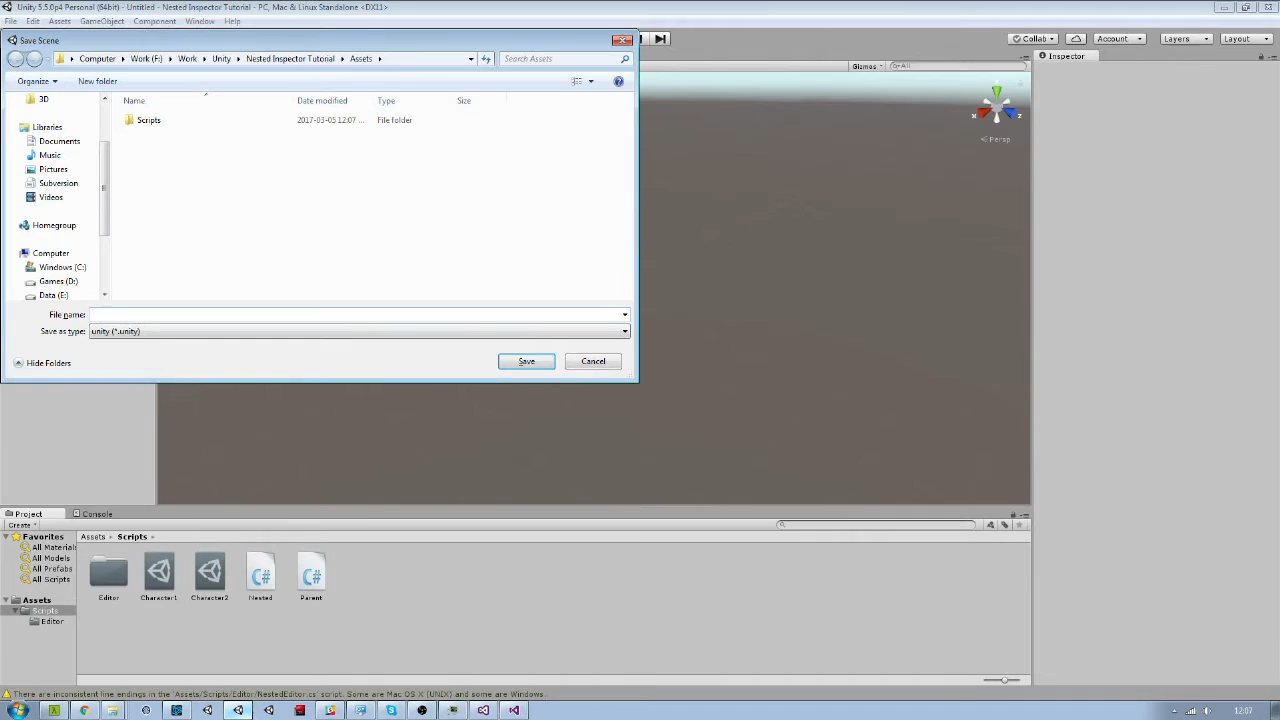 Unity 5.5.0p4 Personal (64bit) - Untitled - Nested Inspector Tutorial - PC, Mac & Linux Standalone <DX11>
File Edit Assets GameObject Component Window Help
Save Scene
Collab Account Layers Layout
Computer Work (F:) Work Unity Nested Inspector Tutorial Assets
Search Assets
Inspector
Gizmos All
Organize New folder
Name Date modified Type Size
3D
Scripts 2017-03-05 12:07 ... File folder
Libraries
Documents
Music
Pictures
Subversion
Videos
Homegroup
Computer
Windows (C:)
Games (D:)
Data (E:)
x z
Persp
File name:
Save as type: unity (*.unity)
Hide Folders
Save Cancel
Project Console
Create
Favorites
All Material
All Models
All Prefabs
All Scripts
Assets
Scripts
Editor
Assets Scripts
C# C#
Editor Character1 Character2 Nested Parent
There are inconsistent line endings in the 'Assets/Scripts/Editor/NestedEditor.cs' script. Some are Mac OS X (UNIX) and some are Windows.
12:07